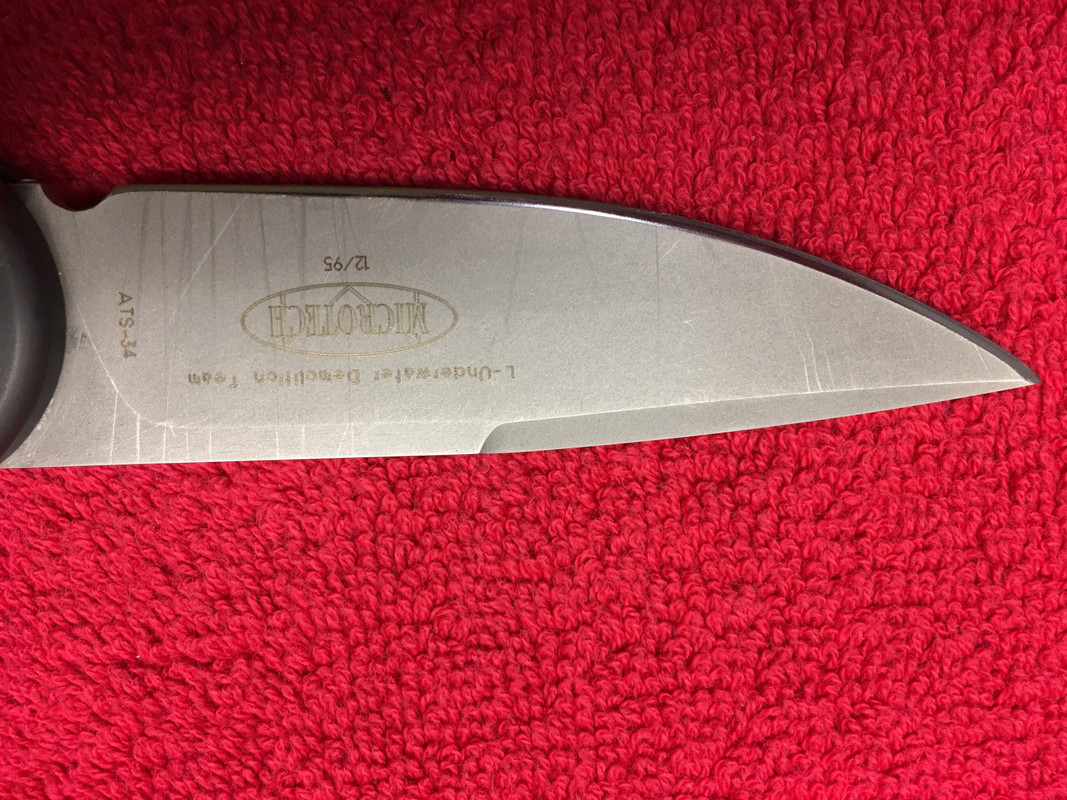 L-Underwater Demolition Team
MICROTECH
12/95
ATS-34